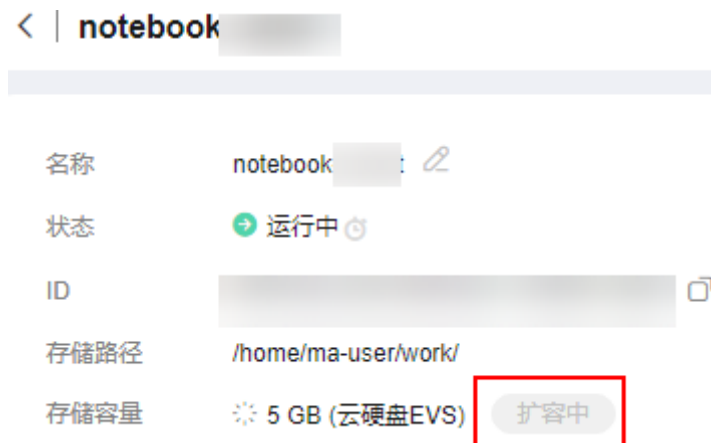 notebook
名称 notebook
状态 运行中
ID
存储路径 /home/ma-user/work/
存储容量 5 GB (云硬盘EVS) 扩容中